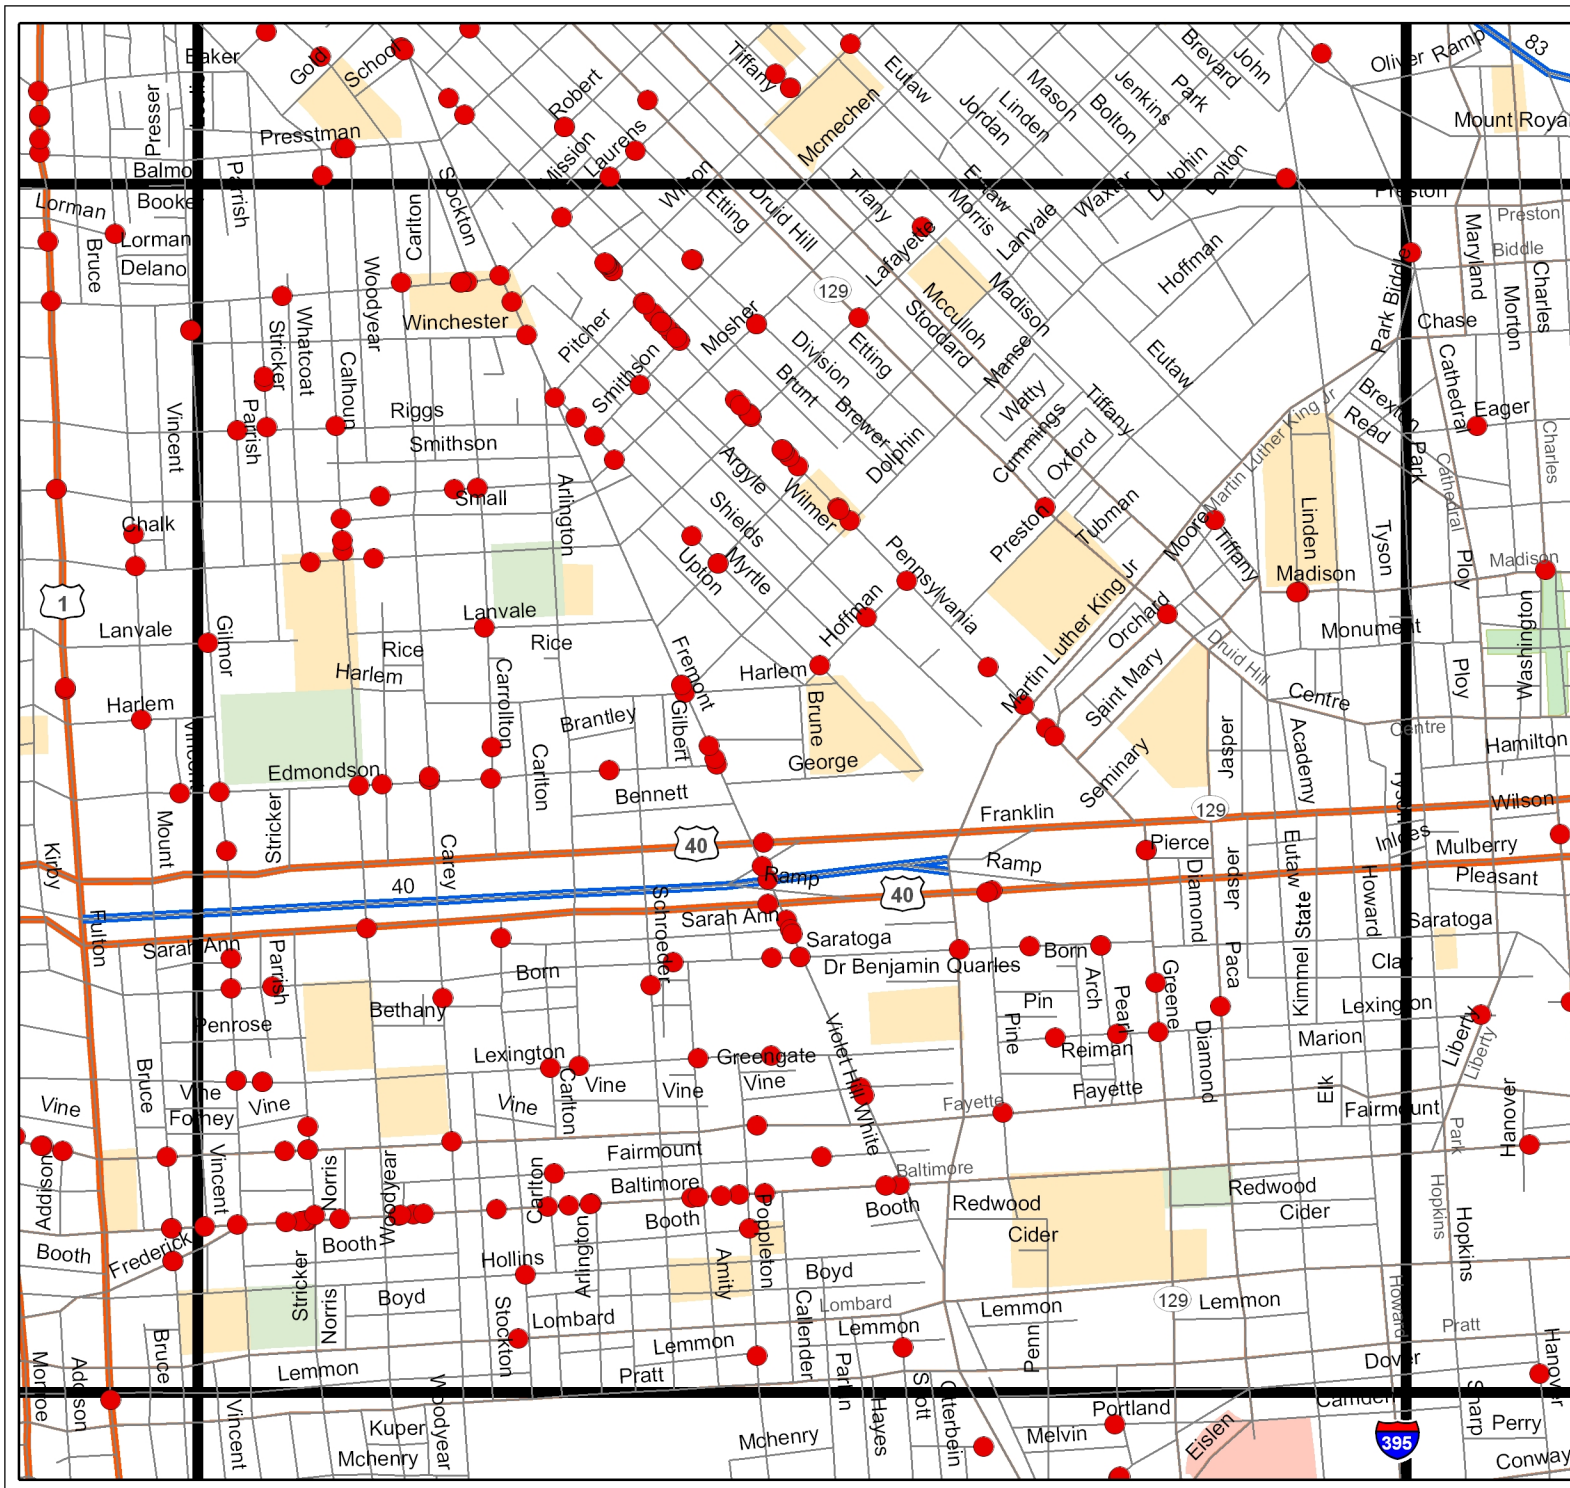 Baker
Gold
School
Tiffany
Eutaw
Brevard
John
Oliver Ramp
83
Presser
Robert
Mason
Jenkins
Park
Linden
Bolton
Jordan
Mcmechen
Mount Roya
Presstman
Mission
Laurens
Balmo
Parrish
Stockton
Wilson
Etting
Druid Hill
Tiffany
Eutaw
Morris
Lanvale
Waxter
Dolphin
Bolton
Preston
Lorman
Booker
Carlton
Maryland
Preston
Bruce
Lorman
Delano
Woodyear
Lafayette
Hoffman
Park Biddle
Biddle
Charles
129
Madison
Mcculloh
Stoddard
Morton
Stricker
Whatcoat
Winchester
Pitcher
Mosher
Chase
Calhoun
Smithson
Division
Etting
Manse
Eutaw
Cathedral
Brunt
Watty
Tiffany
Brexton
Read
Vincent
Parrish
Riggs
Smithson
Brewer
Dolphin
Cummings
Oxford
Martin Luther King Jr
Eager
Park
Charles
Cathedral
Argyle
Wilmer
Small
Arlington
Shields
Chalk
Preston
Tubman
Moore
Tiffany
Linden
Tyson
Upton
Myrtle
Pennsylvania
Madison
Ploy
Madison
1
Lanvale
Gilmor
Lanvale
Rice
Rice
Hoffman
Martin Luther King Jr
Orchard
Monument
Washington
Harlem
Fremont
Harlem
Saint Mary
Druid Hill
Centre
Ploy
Harlem
Carrollton
Brantley
Gilbert
Brune
Jasper
Academy
Centre
Hamilton
Edmondson
Carlton
George
Seminary
Bennett
Mount
Stricker
Franklin
129
Wilson
Kirby
Carey
40
Ramp
Pierce
Eutaw
Inloes
Mulberry
40
Ramp
40
Diamond
Jasper
Howard
Pleasant
Fulton
Schroeder
Sarah Ann
Kimmel State
Saratoga
Sarah Ann
Parrish
Born
Saratoga
Dr Benjamin Quarles
Born
Arch
Greene
Paca
Clay
Bethany
Pin
Pearl
Lexington
Penrose
Pine
Diamond
Marion
Liberty
Liberty
Bruce
Lexington
Greengate
Violet Hill White
Reiman
Vine
Vine
Vine
Vine
Fayette
Elk
Hanover
Vine
Forney
Vine
Carlton
Fayette
Fairmount
Park
Addison
Vincent
Norris
Woodyear
Fairmount
Baltimore
Carlton
Baltimore
Booth
Poppleton
Booth
Redwood
Redwood
Cider
Hopkins
Hopkins
Booth
Frederick
Booth
Hollins
Arlington
Amity
Cider
Stricker
Boyd
Boyd
Norris
Stockton
Lombard
Callender
Lombard
Lemmon
129
Lemmon
Howard
Pratt
Lemmon
Lemmon
Penn
Hanover
Monroe
Addison
Bruce
Lemmon
Pratt
Parkin
Dover
Vincent
Woodyear
Hayes
Scott
Otterbein
Camden
Sharp
Kuper
Mchenry
Mchenry
Portland
Melvin
Eislen
395
Perry
Conway